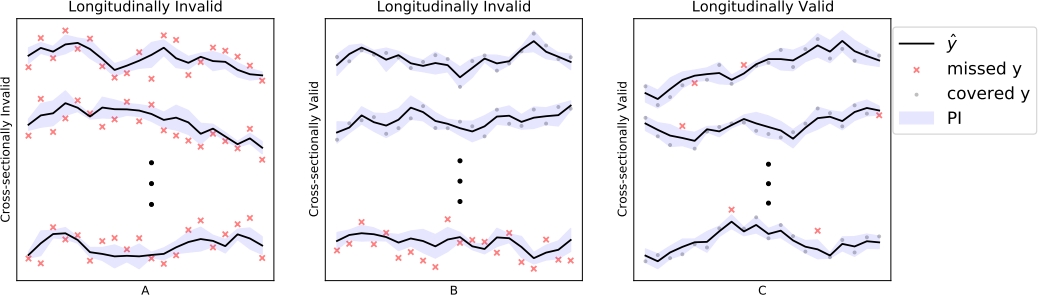 Longitudinally Invalid
Cross-sectionally Invalid
A
Longitudinally Invalid
Cross-sectionally Valid
B
Longitudinally Valid
Cross-sectionally Valid
C
ŷ
missed y
covered y
PI